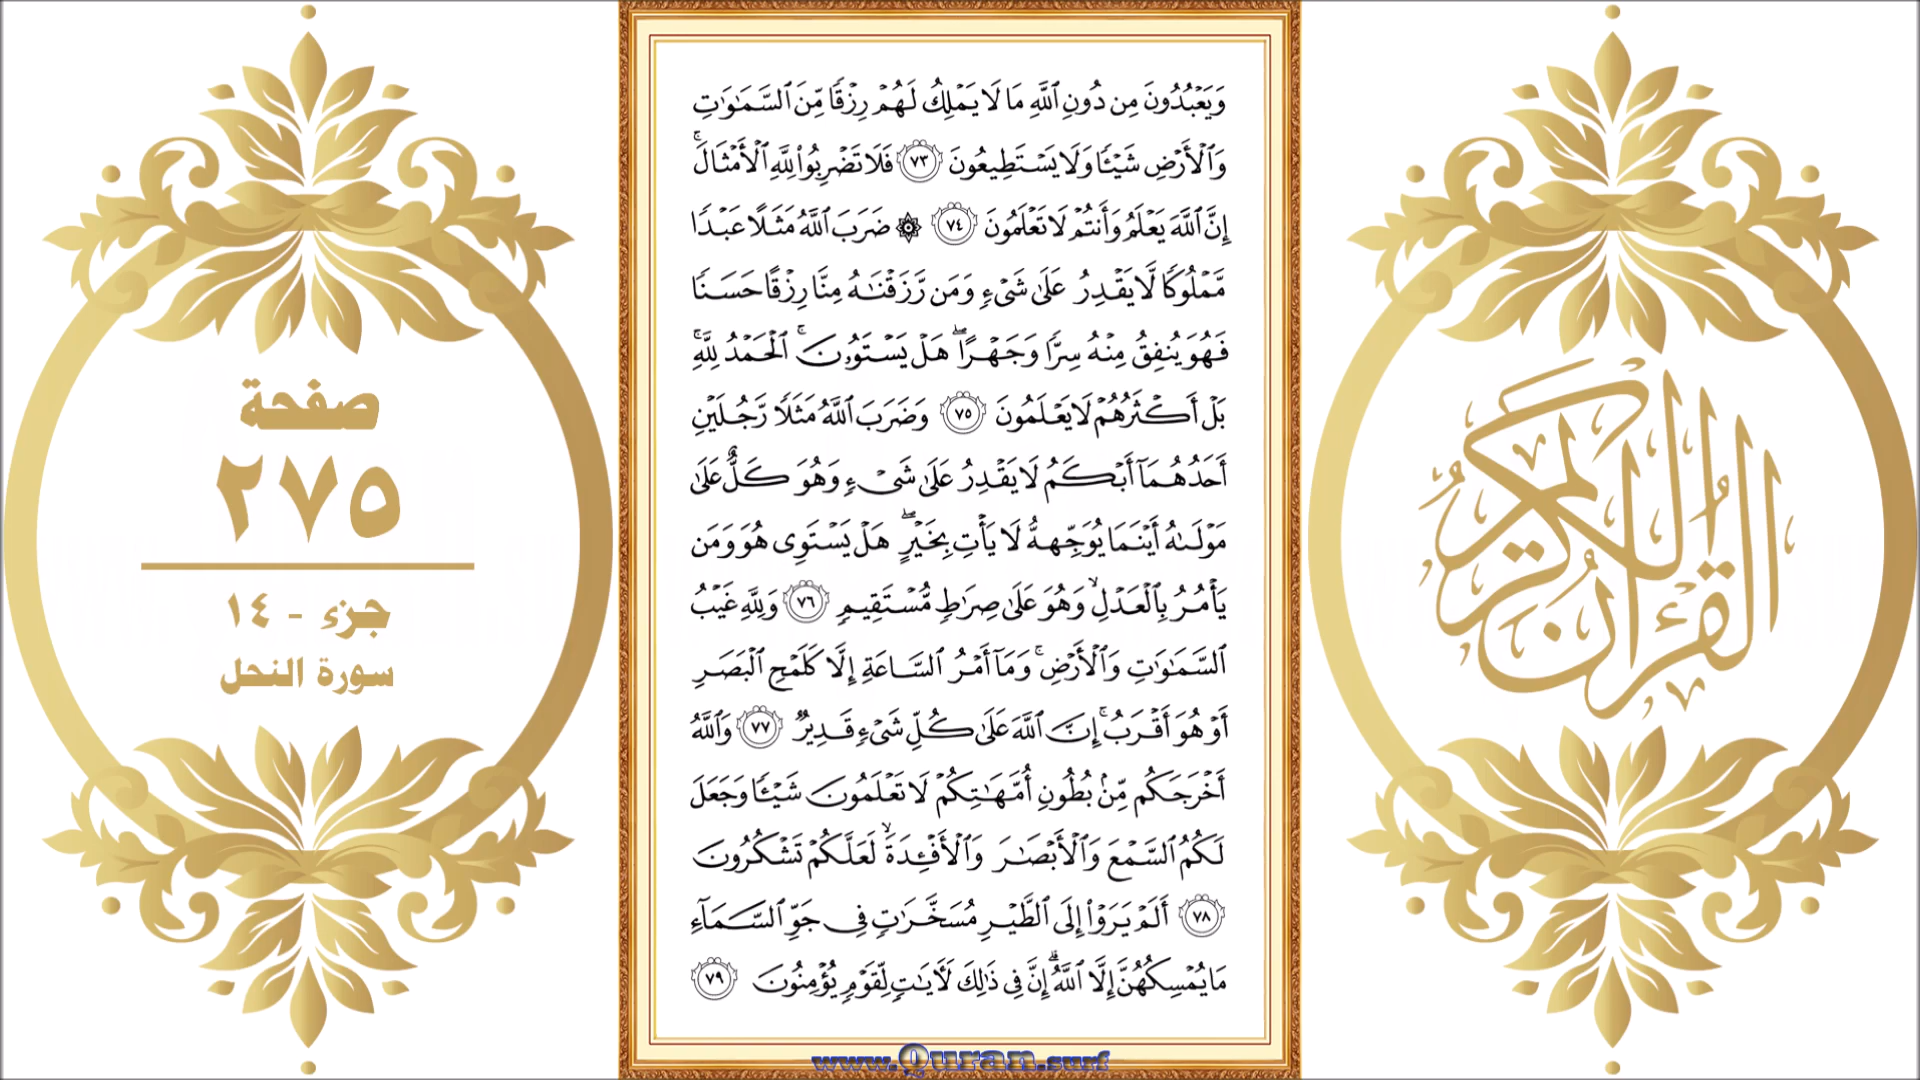 وَيَعۡبُدُونَ مِن دُونِ ٱللَّهِ مَا لَا يَمۡلِكُ لَهُمۡ رِزۡقٗا مِّنَ ٱلسَّمَٰوَٰتِ
وَٱلۡأَرۡضِ شَيۡـٔٗا وَلَا يَسۡتَطِيعُونَ ٧٣ فَلَا تَضۡرِبُواْ لِلَّهِ ٱلۡأَمۡثَالَۚ
إِنَّ ٱللَّهَ يَعۡلَمُ وَأَنتُمۡ لَا تَعۡلَمُونَ ٧٤ ۞ ضَرَبَ ٱللَّهُ مَثَلًا عَبۡدٗا
مَّمۡلُوكٗا لَّا يَقۡدِرُ عَلَىٰ شَيۡءٖ وَمَن رَّزَقۡنَٰهُ مِنَّا رِزۡقًا حَسَنٗا
فَهُوَ يُنفِقُ مِنۡهُ سِرّٗا وَجَهۡرًاۖ هَلۡ يَسۡتَوُۥنَۚ ٱلۡحَمۡدُ لِلَّهِۚ
بَلۡ أَكۡثَرُهُمۡ لَا يَعۡلَمُونَ ٧٥ وَضَرَبَ ٱللَّهُ مَثَلٗا رَّجُلَيۡنِ
أَحَدُهُمَآ أَبۡكَمُ لَا يَقۡدِرُ عَلَىٰ شَيۡءٖ وَهُوَ كَلٌّ عَلَىٰ
مَوۡلَىٰهُ أَيۡنَمَا يُوَجِّههُّ لَا يَأۡتِ بِخَيۡرٍۖ هَلۡ يَسۡتَوِي هُوَ وَمَن
يَأۡمُرُ بِٱلۡعَدۡلِۙ وَهُوَ عَلَىٰ صِرَٰطٖ مُّسۡتَقِيمٖ ٧٦ وَلِلَّهِ غَيۡبُ
ٱلسَّمَٰوَٰتِ وَٱلۡأَرۡضِۚ وَمَآ أَمۡرُ ٱلسَّاعَةِ إِلَّا كَلَمۡحِ ٱلۡبَصَرِ
أَوۡ هُوَ أَقۡرَبُۚ إِنَّ ٱللَّهَ عَلَىٰ كُلِّ شَيۡءٖ قَدِيرٞ ٧٧ وَٱللَّهُ
أَخۡرَجَكُم مِّنۢ بُطُونِ أُمَّهَٰتِكُمۡ لَا تَعۡلَمُونَ شَيۡـٔٗا وَجَعَلَ
لَكُمُ ٱلسَّمۡعَ وَٱلۡأَبۡصَٰرَ وَٱلۡأَفۡـِٔدَةَۙ لَعَلَّكُمۡ تَشۡكُرُونَ
٧٨ أَلَمۡ يَرَوۡاْ إِلَى ٱلطَّيۡرِ مُسَخَّرَٰتٖ فِي جَوِّ ٱلسَّمَآءِ
مَا يُمۡسِكُهُنَّ إِلَّا ٱللَّهُۚ إِنَّ فِي ذَٰلِكَ لَأٓيَٰتٖ لِّقَوۡمٖ يُؤۡمِنُونَ ٧٩
www.Quran.surf
صفحة
٢٧٥
جزء - ١٤
سورة النحل
القرآن الكريم